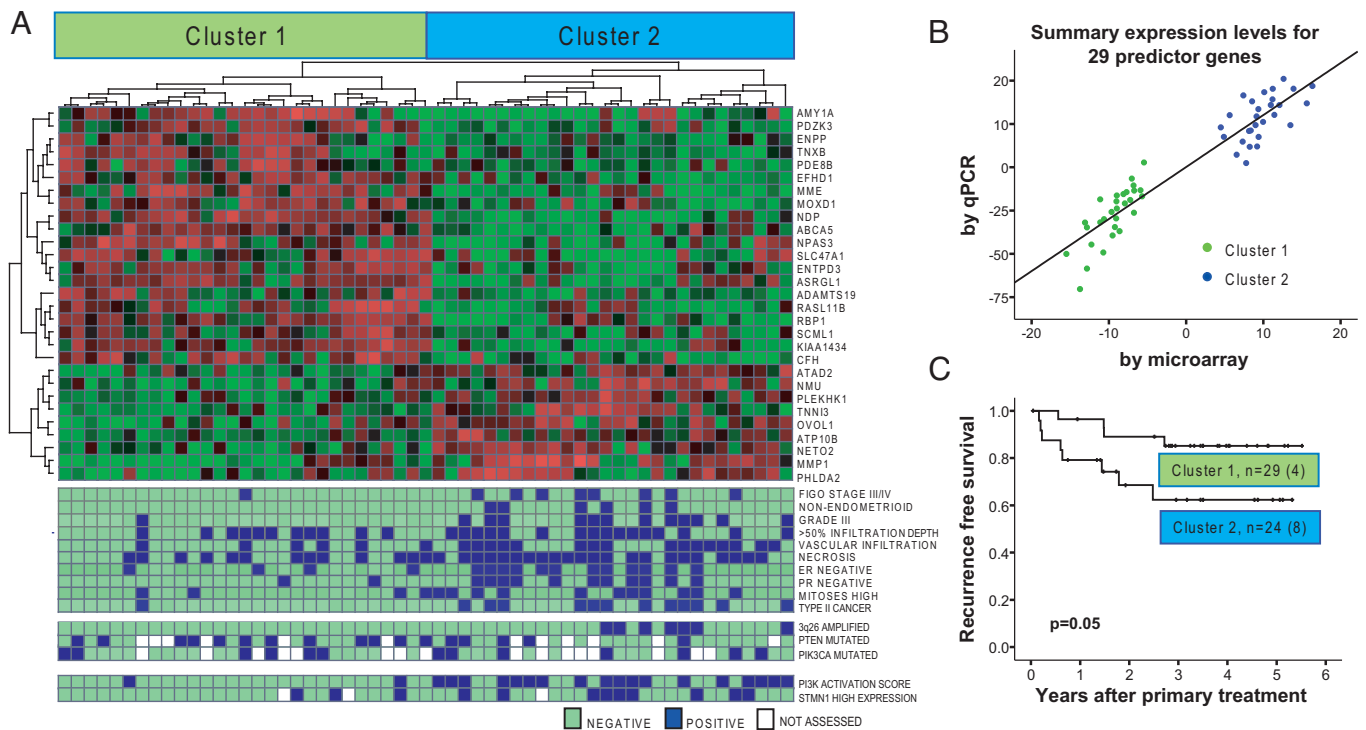 A
Cluster 1
Cluster 2
AMY1A
PDZK3
ENPP
TNXB
PDE8B
EFHD1
MME
MOXD1
NDP
ABCA5
NPAS3
SLC47A1
ENTPD3
ASRGL1
ADAMTS19
RASL11B
RBP1
SCML1
KIAA1434
CFH
ATAD2
NMU
PLEKHK1
TNNI3
OVOL1
ATP10B
NETO2
MMP1
PHLDA2
FIGO STAGE III/IV
NON-ENDOMETRIOID
GRADE III
>50% INFILTRATION DEPTH
VASCULAR INFILTRATION
NECROSIS
ER NEGATIVE
PR NEGATIVE
MITOSES HIGH
TYPE II CANCER
3q26 AMPLIFIED
PTEN MUTATED
PIK3CA MUTATED
PI3K ACTIVATION SCORE
STMN1 HIGH EXPRESSION
NEGATIVE
POSITIVE
NOT ASSESSED
B
Summary expression levels for
29 predictor genes
by qPCR
20
10
0
-25
-50
-75
-20
-10
0
10
20
by microarray
Cluster 1
Cluster 2
C
Recurrence free survival
1.0
0.8
0.6
0.4
0.2
0.0
Cluster 1, n=29 (4)
Cluster 2, n=24 (8)
p=0.05
0
1
2
3
4
5
6
Years after primary treatment